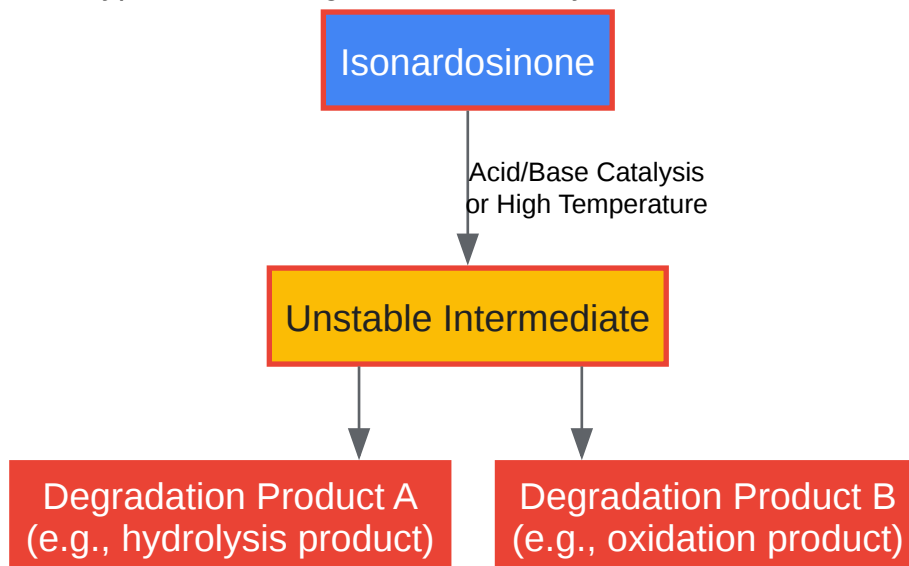 Isonardosinone
Acid/Base Catalysis
or High Temperature
Unstable Intermediate
Degradation Product A
(e.g., hydrolysis product)
Degradation Product B
(e.g., oxidation product)